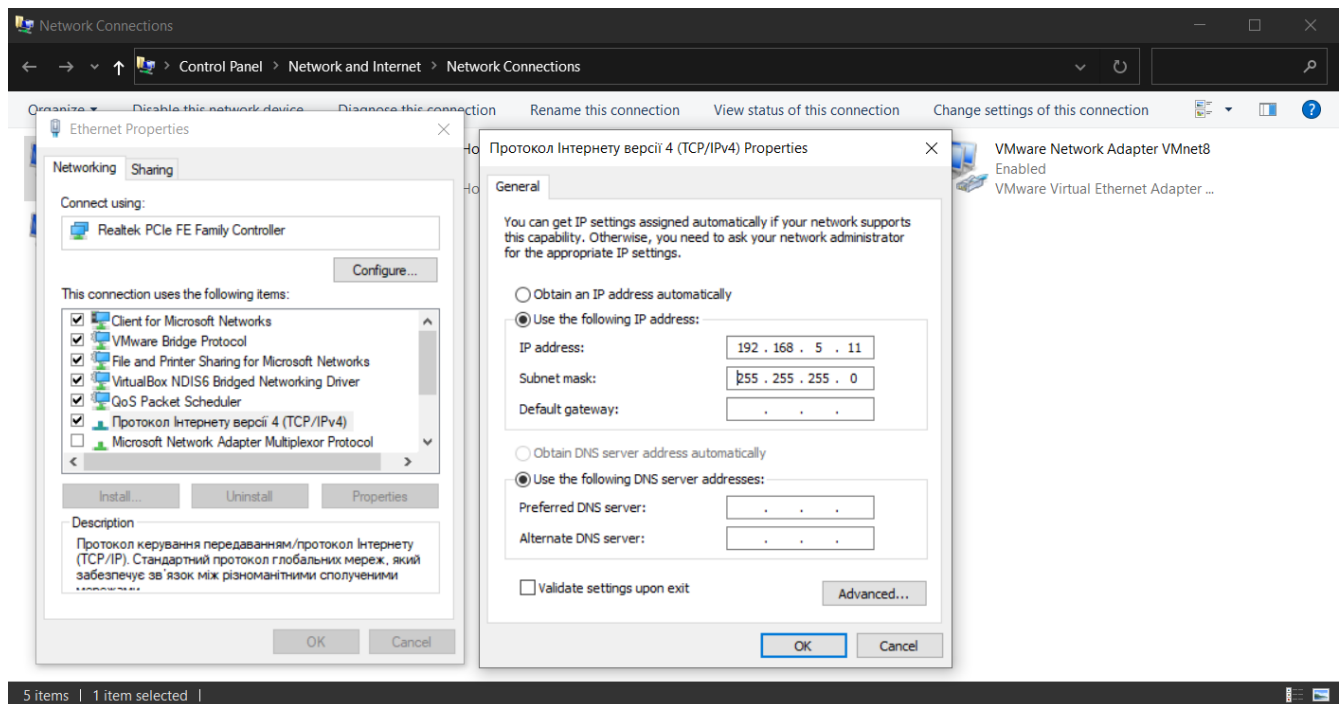 Network Connections
Control Panel > Network and Internet > Network Connections
Organize Disable this network device Diagnose this connection Rename this connection View status of this connection Change settings of this connection
Ethernet Properties
Networking Sharing
Connect using:
Realtek PCIe FE Family Controller
Configure...
This connection uses the following items:
Client for Microsoft Networks
VMware Bridge Protocol
File and Printer Sharing for Microsoft Networks
VirtualBox NDIS6 Bridged Networking Driver
QoS Packet Scheduler
Протокол Інтернету версії 4 (TCP/IPv4)
Microsoft Network Adapter Multiplexor Protocol
Install... Uninstall Properties
Description
Протокол керування передаванням/протокол Інтернету
(TCP/IP). Стандартний протокол глобальних мереж, який
забезпечує зв'язок між різноманітними сполученими
мережами.
OK Cancel
Ho
Ho
Протокол Інтернету версії 4 (TCP/IPv4) Properties
General
You can get IP settings assigned automatically if your network supports
this capability. Otherwise, you need to ask your network administrator
for the appropriate IP settings.
Obtain an IP address automatically
Use the following IP address:
IP address: 192 . 168 . 5 . 11
Subnet mask: 255 . 255 . 255 . 0
Default gateway: . . .
Obtain DNS server address automatically
Use the following DNS server addresses:
Preferred DNS server: . . .
Alternate DNS server: . . .
Validate settings upon exit
Advanced...
OK Cancel
VMware Network Adapter VMnet8
Enabled
VMware Virtual Ethernet Adapter ...
5 items | 1 item selected |